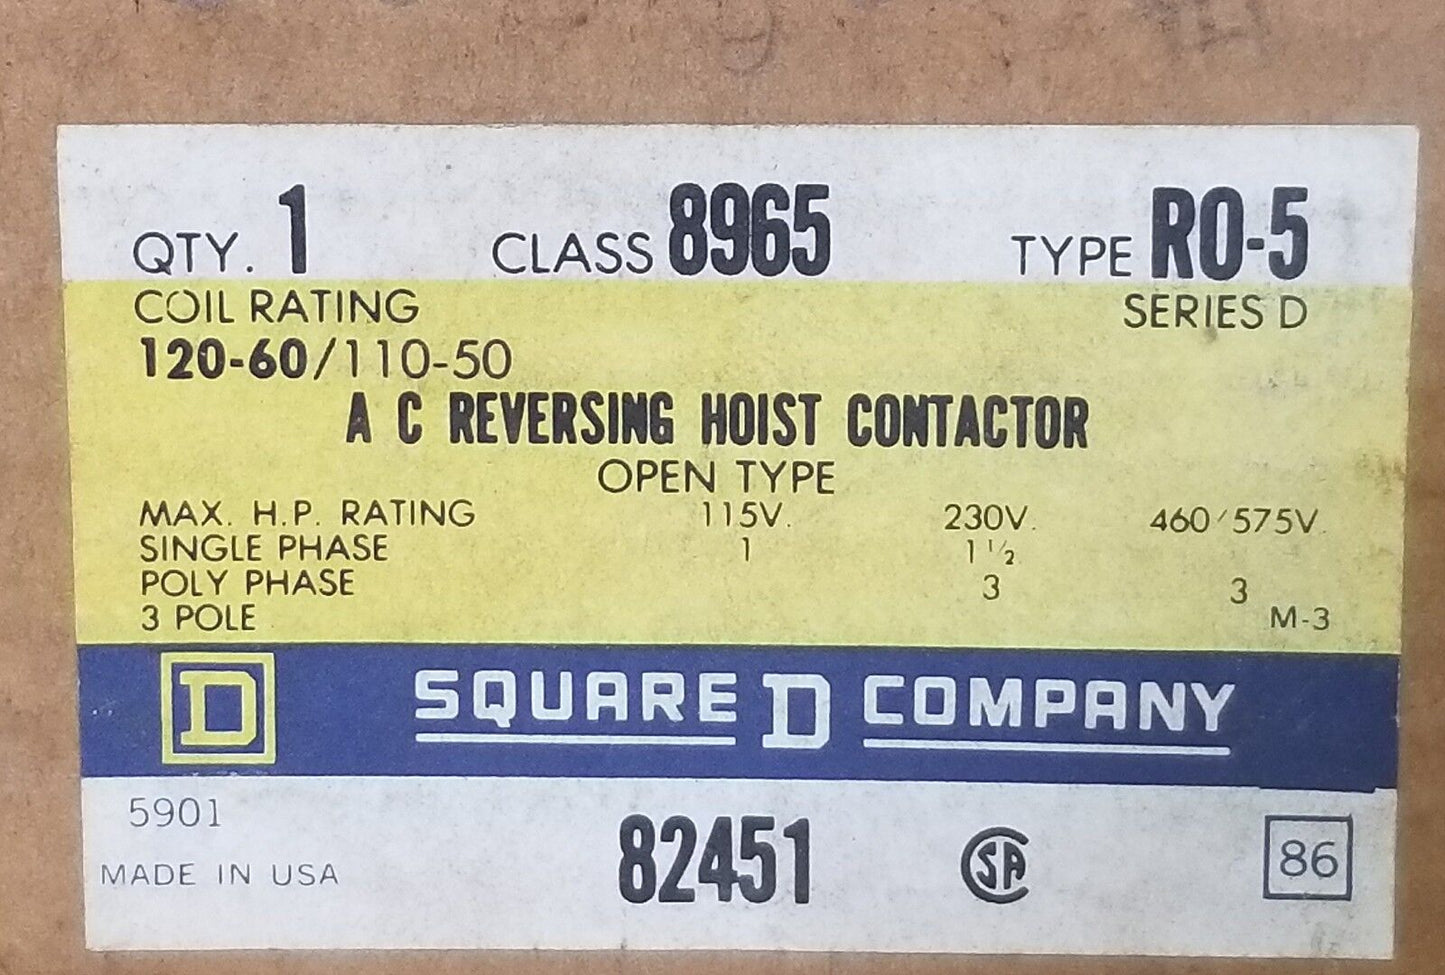 QTY. 1 CLASS 8965 TYPE RO-5
COIL RATING SERIES D
120-60/110-50
A C REVERSING HOIST CONTACTOR
OPEN TYPE
MAX. H.P. RATING 115V. 230V. 460/575V.
SINGLE PHASE 1 1 1/2
POLY PHASE 3 3
3 POLE M-3
D SQUARE D COMPANY
5901
82451 CSA 86
MADE IN USA